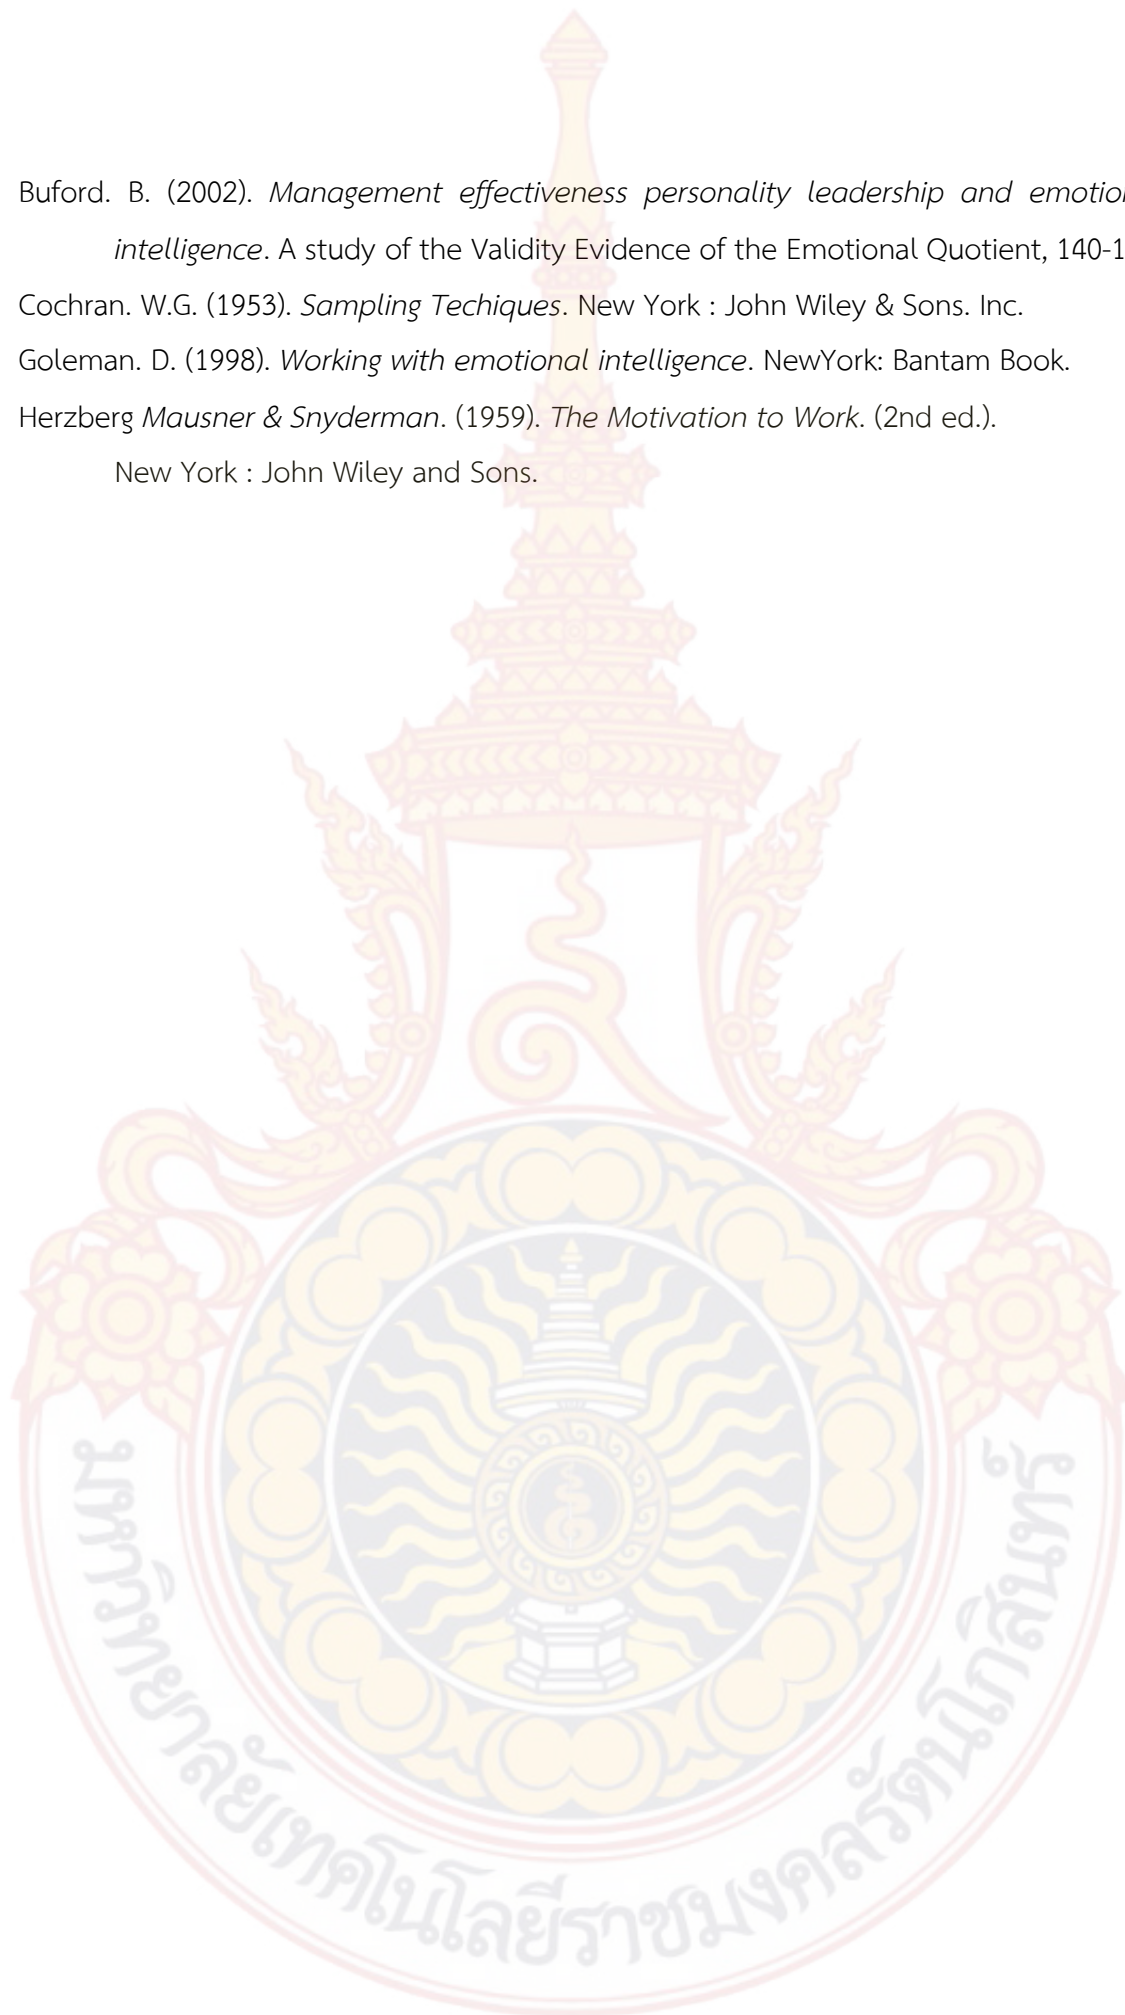 Buford. B. (2002). Management effectiveness personality leadership and emotion
intelligence. A study of the Validity Evidence of the Emotional Quotient, 140-1
Cochran. W.G. (1953). Sampling Techiques. New York : John Wiley & Sons. Inc.
Goleman. D. (1998). Working with emotional intelligence. NewYork: Bantam Book.
Herzberg Mausner & Snyderman. (1959). The Motivation to Work. (2nd ed.).
New York : John Wiley and Sons.
มหาวิทยาลัยเทคโนโลยีราชมงคลรัตนโกสินทร์